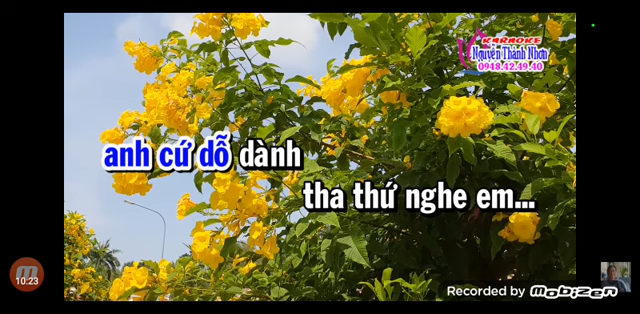 KARAOKE
Nguyễn Thành Nhơn
0948.42.49.40
anh cứ dỗ dành
tha thứ nghe em...
10:23
Recorded by MOBIZEN